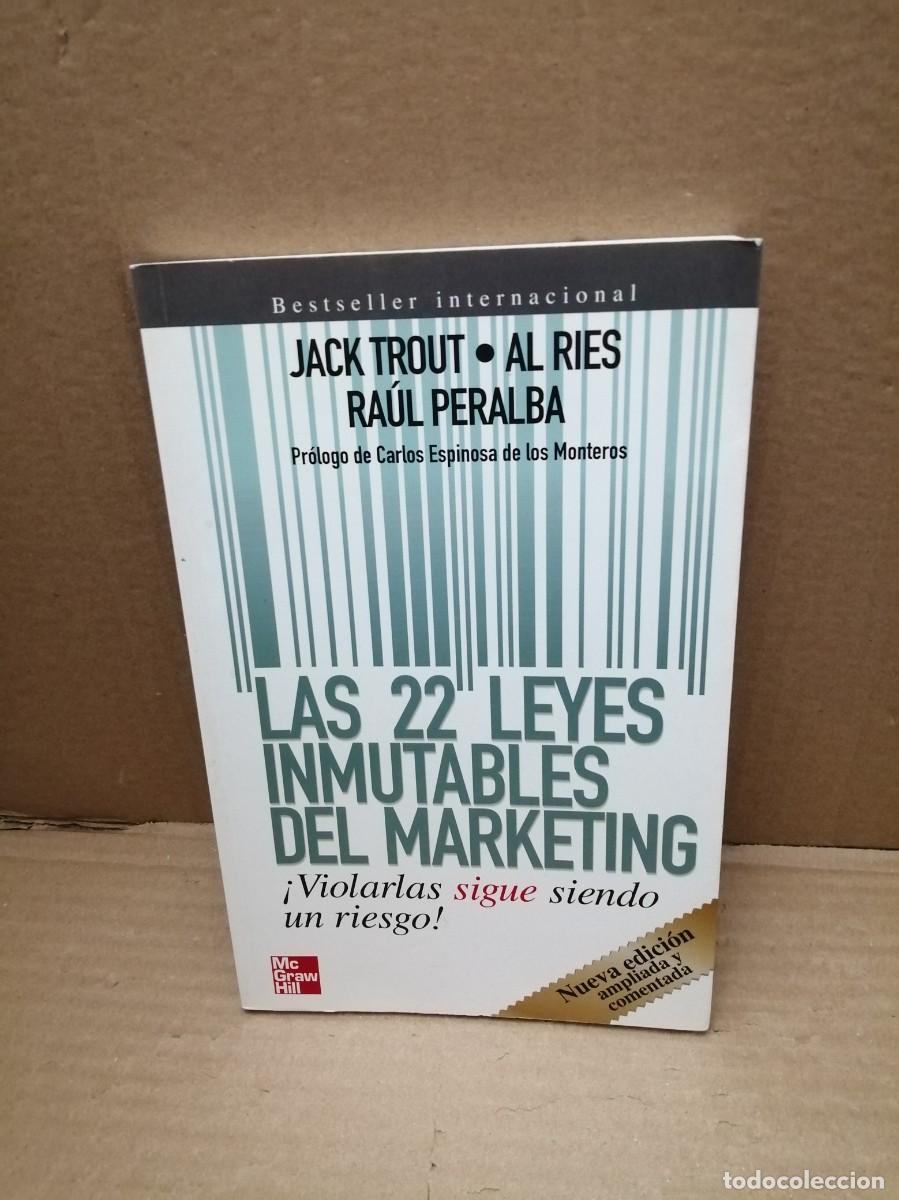 Bestseller internacional
JACK TROUT • AL RIES
RAÚL PERALBA
Prólogo de Carlos Espinosa de los Monteros
LAS 22 LEYES
INMUTABLES
DEL MARKETING
¡Violarlas sigue siendo
un riesgo!
Mc
Graw
Hill
Nueva edición
ampliada y
comentada
todocoleccion